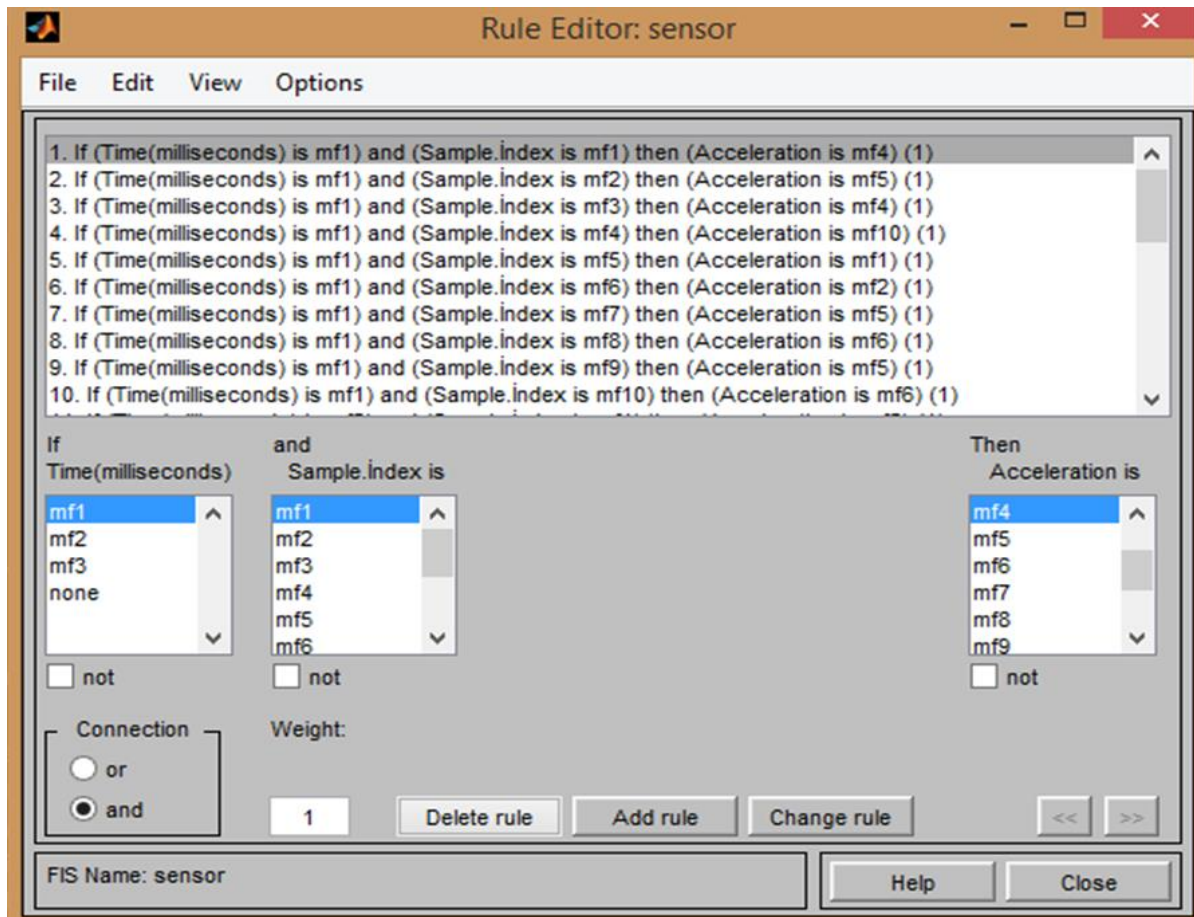 Rule Editor: sensor
File Edit View Options
1. If (Time(milliseconds) is mf1) and (Sample.İndex is mf1) then (Acceleration is mf4) (1)
2. If (Time(milliseconds) is mf1) and (Sample.İndex is mf2) then (Acceleration is mf5) (1)
3. If (Time(milliseconds) is mf1) and (Sample.İndex is mf3) then (Acceleration is mf4) (1)
4. If (Time(milliseconds) is mf1) and (Sample.İndex is mf4) then (Acceleration is mf10) (1)
5. If (Time(milliseconds) is mf1) and (Sample.İndex is mf5) then (Acceleration is mf1) (1)
6. If (Time(milliseconds) is mf1) and (Sample.İndex is mf6) then (Acceleration is mf2) (1)
7. If (Time(milliseconds) is mf1) and (Sample.İndex is mf7) then (Acceleration is mf5) (1)
8. If (Time(milliseconds) is mf1) and (Sample.İndex is mf8) then (Acceleration is mf6) (1)
9. If (Time(milliseconds) is mf1) and (Sample.İndex is mf9) then (Acceleration is mf5) (1)
10. If (Time(milliseconds) is mf1) and (Sample.İndex is mf10) then (Acceleration is mf6) (1)
If
Time(milliseconds)
mf1
mf2
mf3
none
not
and
Sample.İndex is
mf1
mf2
mf3
mf4
mf5
mf6
not
Then
Acceleration is
mf4
mf5
mf6
mf7
mf8
mf9
not
Connection
or
and
Weight:
1
Delete rule
Add rule
Change rule
<<
>>
FIS Name: sensor
Help
Close